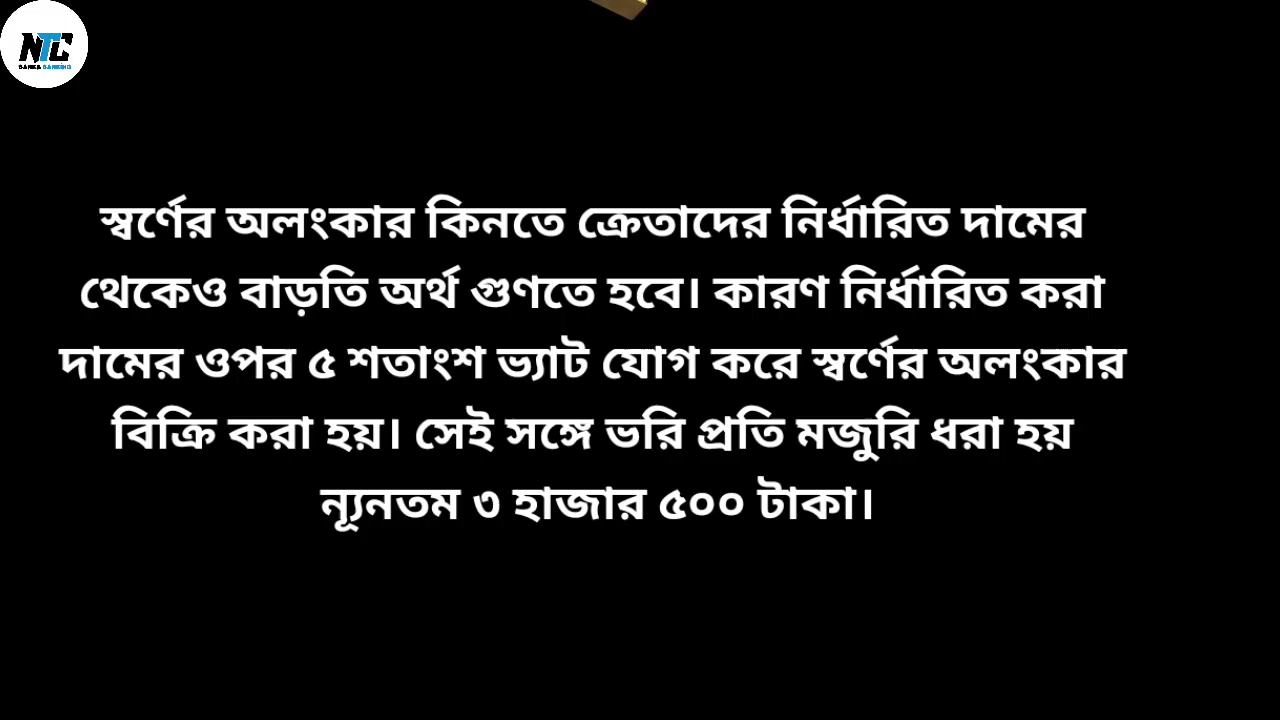 NTC
স্বর্ণের অলংকার কিনতে ক্রেতাদের নির্ধারিত দামের
থেকেও বাড়তি অর্থ গুণতে হবে। কারণ নির্ধারিত করা
দামের ওপর ৫ শতাংশ ভ্যাট যোগ করে স্বর্ণের অলংকার
বিক্রি করা হয়। সেই সঙ্গে ভরি প্রতি মজুরি ধরা হয়
ন্যূনতম ৩ হাজার ৫০০ টাকা।